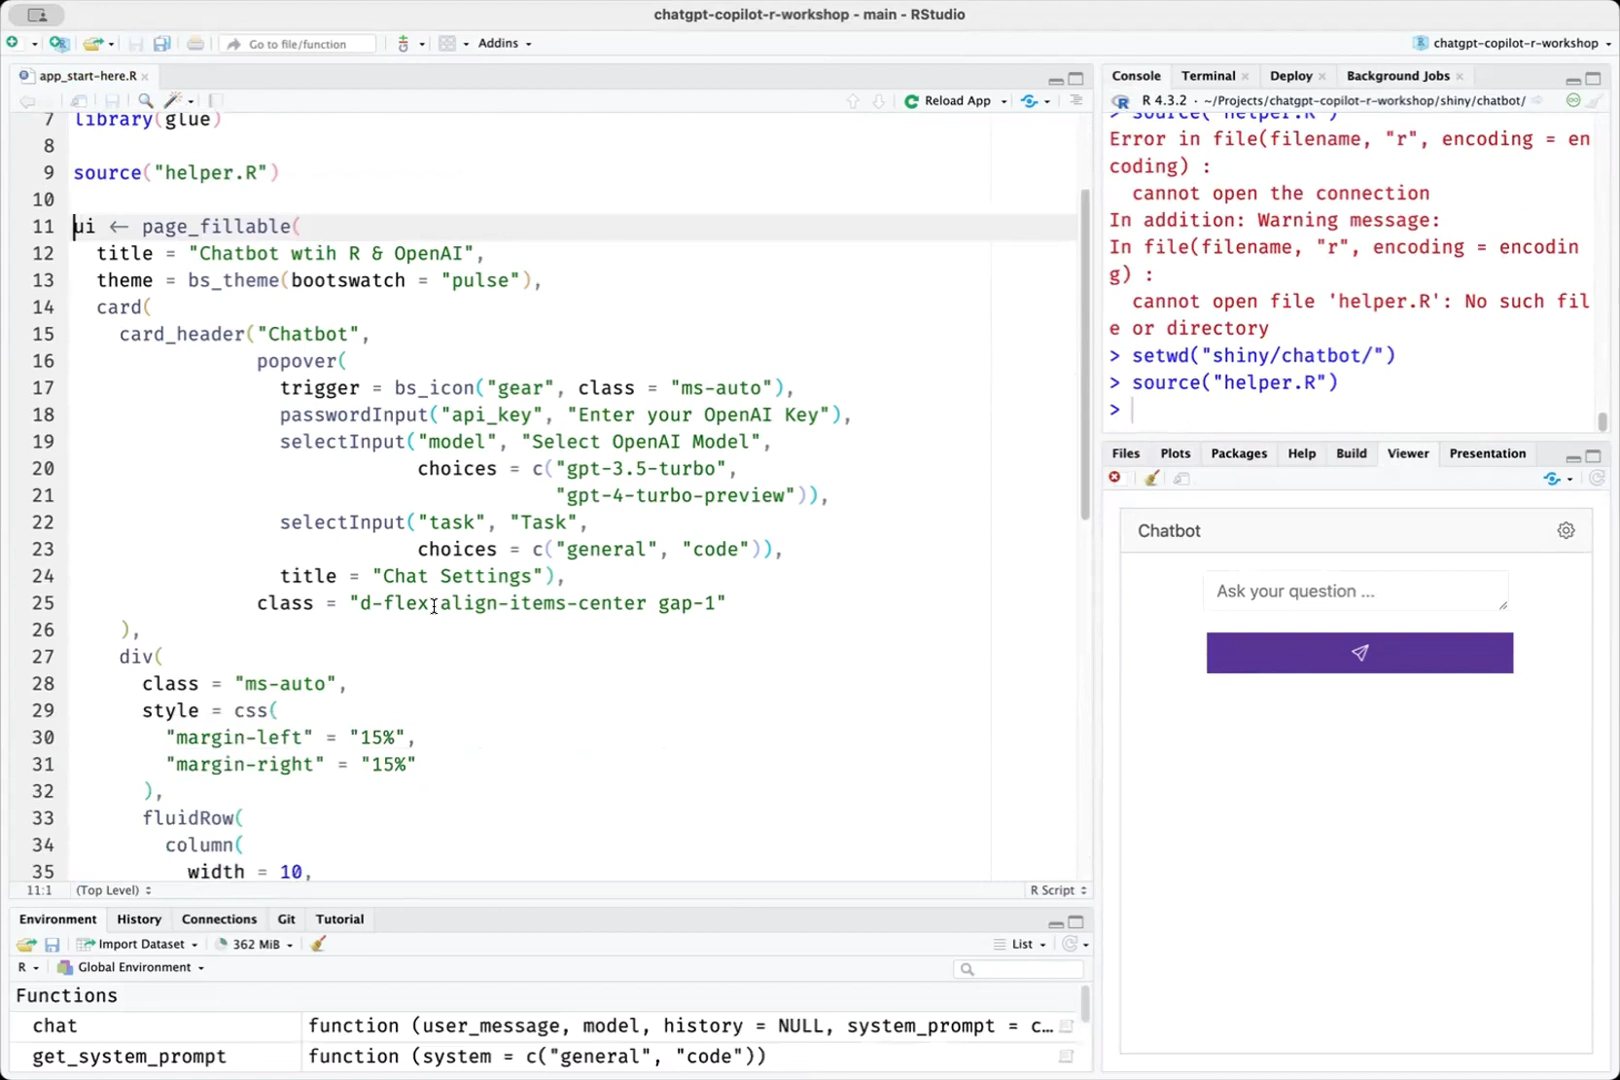 chatgpt-copilot-r-workshop - main - RStudio
Go to file/function
Addins
chatgpt-copilot-r-workshop
app_start-here.R
Reload App
7 library(glue)
8
9 source("helper.R")
10
11 ui ← page_fillable(
12 title = "Chatbot wtih R & OpenAI",
13 theme = bs_theme(bootswatch = "pulse"),
14 card(
15 card_header("Chatbot",
16 popover(
17 trigger = bs_icon("gear", class = "ms-auto"),
18 passwordInput("api_key", "Enter your OpenAI Key"),
19 selectInput("model", "Select OpenAI Model",
20 choices = c("gpt-3.5-turbo",
21 "gpt-4-turbo-preview")),
22 selectInput("task", "Task",
23 choices = c("general", "code")),
24 title = "Chat Settings"),
25 class = "d-flex align-items-center gap-1"
26 ),
27 div(
28 class = "ms-auto",
29 style = css(
30 "margin-left" = "15%",
31 "margin-right" = "15%"
32 ),
33 fluidRow(
34 column(
35 width = 10,
11:1 (Top Level) R Script
Environment History Connections Git Tutorial
Import Dataset 362 MiB List
R Global Environment
Functions
chat function (user_message, model, history = NULL, system_prompt = c…
get_system_prompt function (system = c("general", "code"))
Console Terminal Deploy Background Jobs
R 4.3.2 · ~/Projects/chatgpt-copilot-r-workshop/shiny/chatbot/
> source("helper.R")
Error in file(filename, "r", encoding = en
coding) :
cannot open the connection
In addition: Warning message:
In file(filename, "r", encoding = encodin
g) :
cannot open file 'helper.R': No such fil
e or directory
> setwd("shiny/chatbot/")
> source("helper.R")
>
Files Plots Packages Help Build Viewer Presentation
Chatbot
Ask your question ...